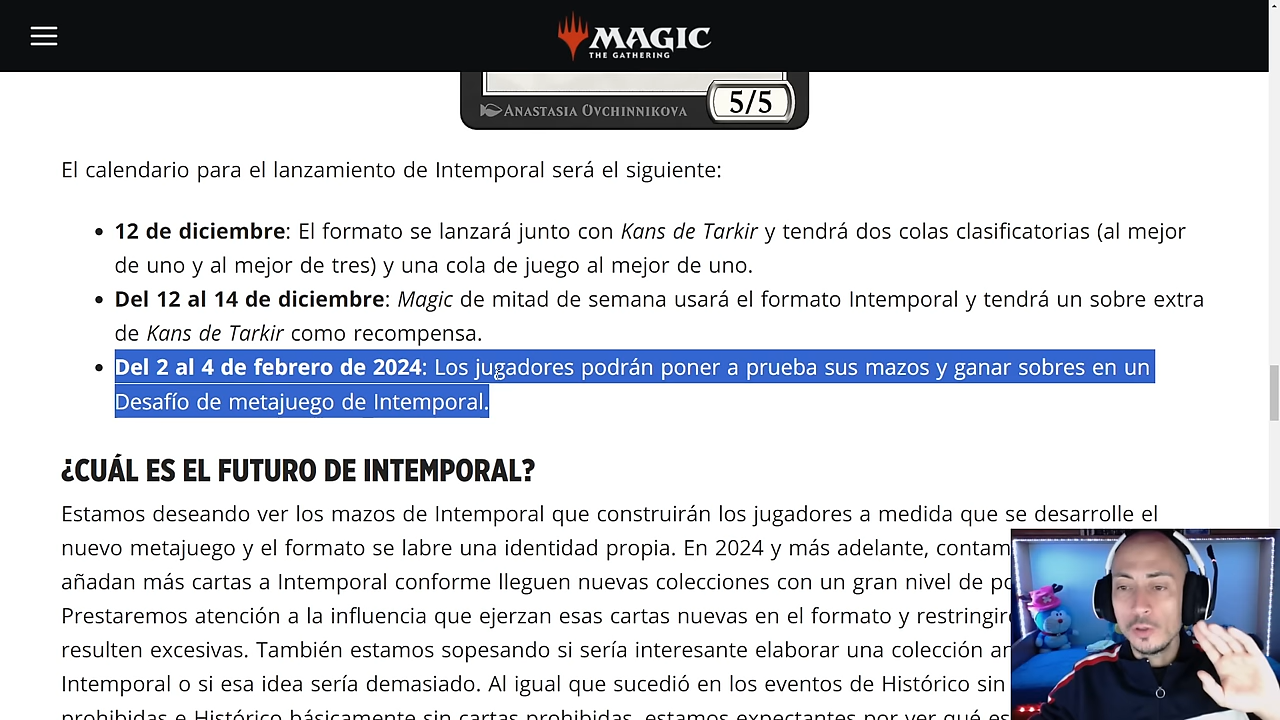 MAGIC
THE GATHERING
ANASTASIA OVCHINNIKOVA
5/5
El calendario para el lanzamiento de Intemporal será el siguiente:
12 de diciembre: El formato se lanzará junto con Kans de Tarkir y tendrá dos colas clasificatorias (al mejor
de uno y al mejor de tres) y una cola de juego al mejor de uno.
Del 12 al 14 de diciembre: Magic de mitad de semana usará el formato Intemporal y tendrá un sobre extra
de Kans de Tarkir como recompensa.
Del 2 al 4 de febrero de 2024: Los jugadores podrán poner a prueba sus mazos y ganar sobres en un
Desafío de metajuego de Intemporal.
¿CUÁL ES EL FUTURO DE INTEMPORAL?
Estamos deseando ver los mazos de Intemporal que construirán los jugadores a medida que se desarrolle el
nuevo metajuego y el formato se labre una identidad propia. En 2024 y más adelante,
añadan más cartas a Intemporal conforme lleguen nuevas colecciones con un gran nivel de
Prestaremos atención a la influencia que ejerzan esas cartas nuevas en el formato y
resulten excesivas. También estamos sopesando si sería interesante elaborar una colección
Intemporal o si esa idea sería demasiado. Al igual que sucedió en los eventos de Histórico sin
prohibidas e Histórico básicamente sin cartas prohibidas, estamos expectantes por ver qué